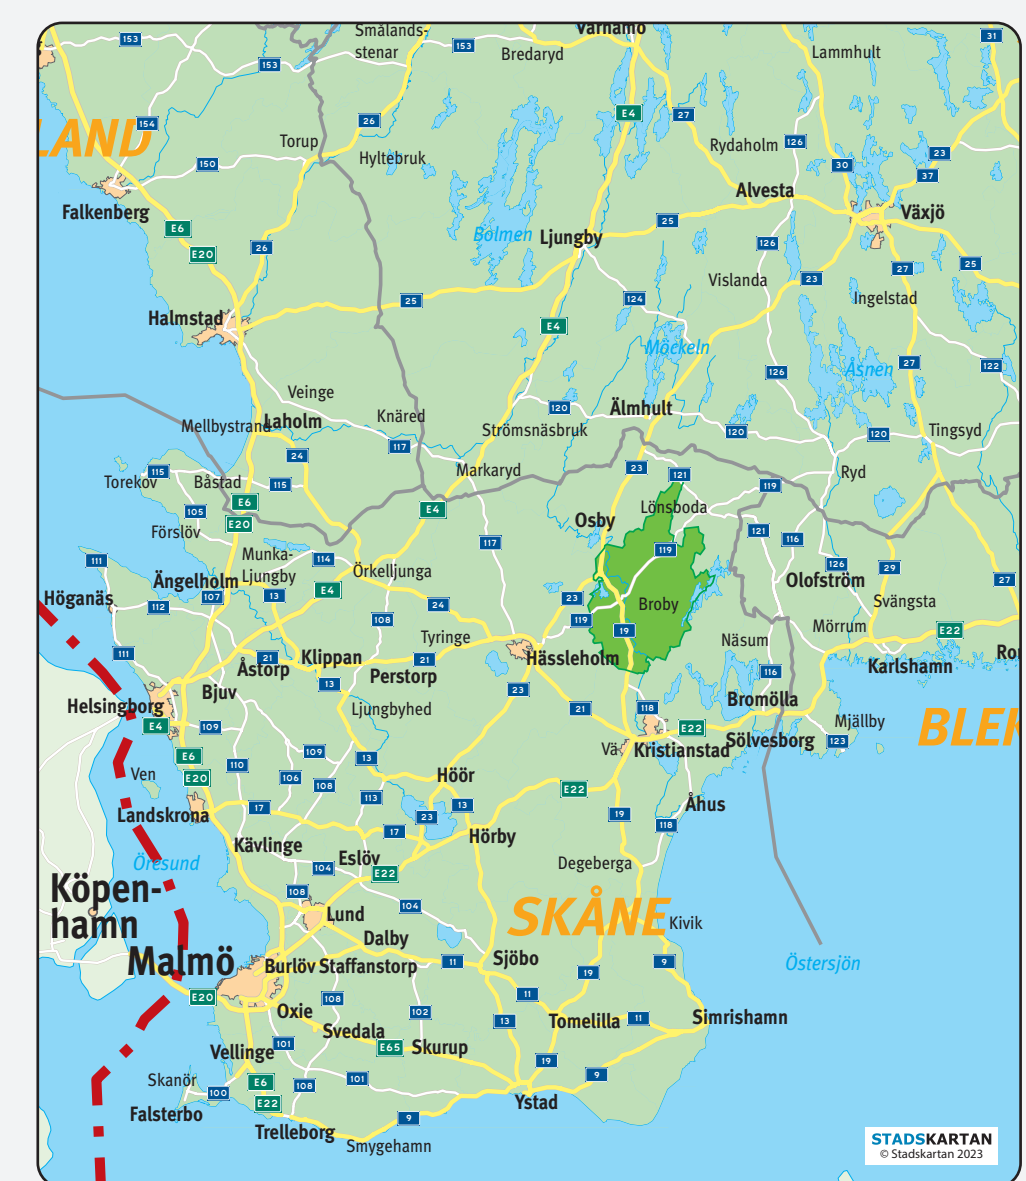 Smålands-
stenar
Värnamo
Bredaryd
Lammhult
153
153
153
31
LAND
154
26
E4
27
Torup
Hyltebruk
Rydaholm
126
30
23
37
150
Falkenberg
Alvesta
Växjö
E6
E20
26
Bolmen
Ljungby
25
126
27
25
Vislanda
23
Ingelstad
25
124
Halmstad
E4
Möckeln
Åsnen
27
122
126
Veinge
Knäred
120
Älmhult
120
120
Tingsryd
Mellbystrand
Laholm
Strömsnäsbruk
117
24
Markaryd
23
121
119
Ryd
Torekov
115
Båstad
115
E6
E20
105
E4
Osby
Lönsboda
Förslöv
117
121
116
119
111
Munka-
Ljungby
114
Örkelljunga
126
29
Olofström
27
Ängelholm
107
13
E4
Höganäs
112
24
23
Broby
Svängsta
108
119
19
Tyringe
Näsum
Mörrum
E22
111
21
Klippan
21
Hässleholm
Karlshamn
Ro
Åstorp
Perstorp
116
Bjuv
13
23
Helsingborg
Ljungbyhed
21
118
Bromölla
E4
109
E22
Mjällby
BLEK
Vä
Kristianstad
Sölvesborg
123
E6
E20
110
109
13
106
108
Ven
Höör
E22
Landskrona
17
113
13
23
Åhus
19
118
Kävlinge
17
Hörby
Öresund
104
Eslöv
E22
Degeberga
Köpen-
hamn
108
104
Lund
SKÅNE
Kivik
Dalby
Malmö
Burlöv
Staffanstorp
11
Sjöbo
9
Östersjön
19
E20
108
11
Oxie
102
13
Tomelilla
11
Simrishamn
Svedala
101
E65
Skurup
Vellinge
19
Skanör
E6
108
101
9
100
E22
Falsterbo
Ystad
9
Trelleborg
Smygehamn
STADSKARTAN
© Stadskartan 2023